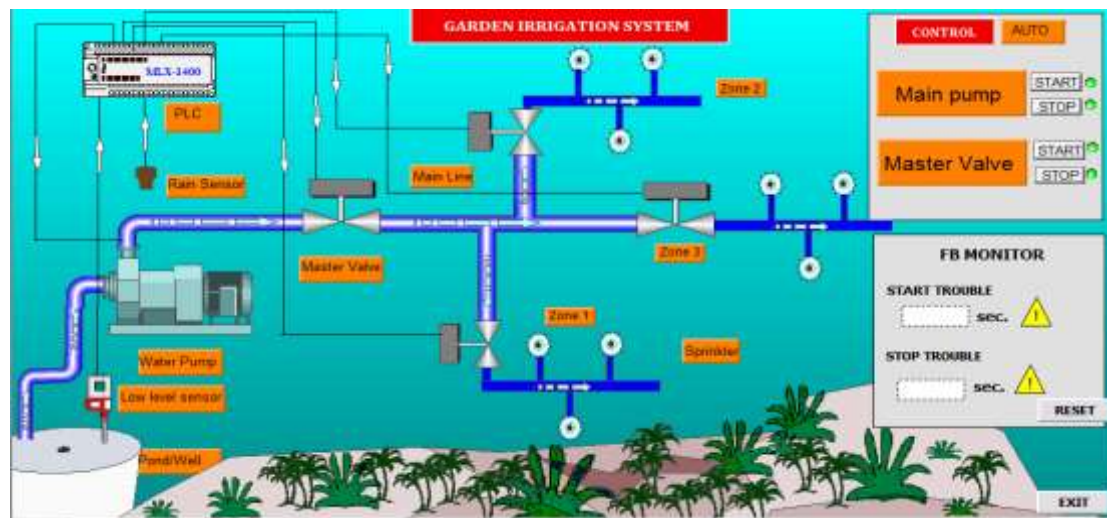 GARDEN IRRIGATION SYSTEM
CONTROL
AUTO
MLX-1400
PLC
Zone 2
Main pump
START
STOP
Master Valve
START
STOP
Rain Sensor
Main Line
Master Valve
Zone 3
FB MONITOR
START TROUBLE
sec.
STOP TROUBLE
sec.
RESET
Zone 1
Sprinkler
Water Pump
Low level sensor
Pond/Well
EXIT